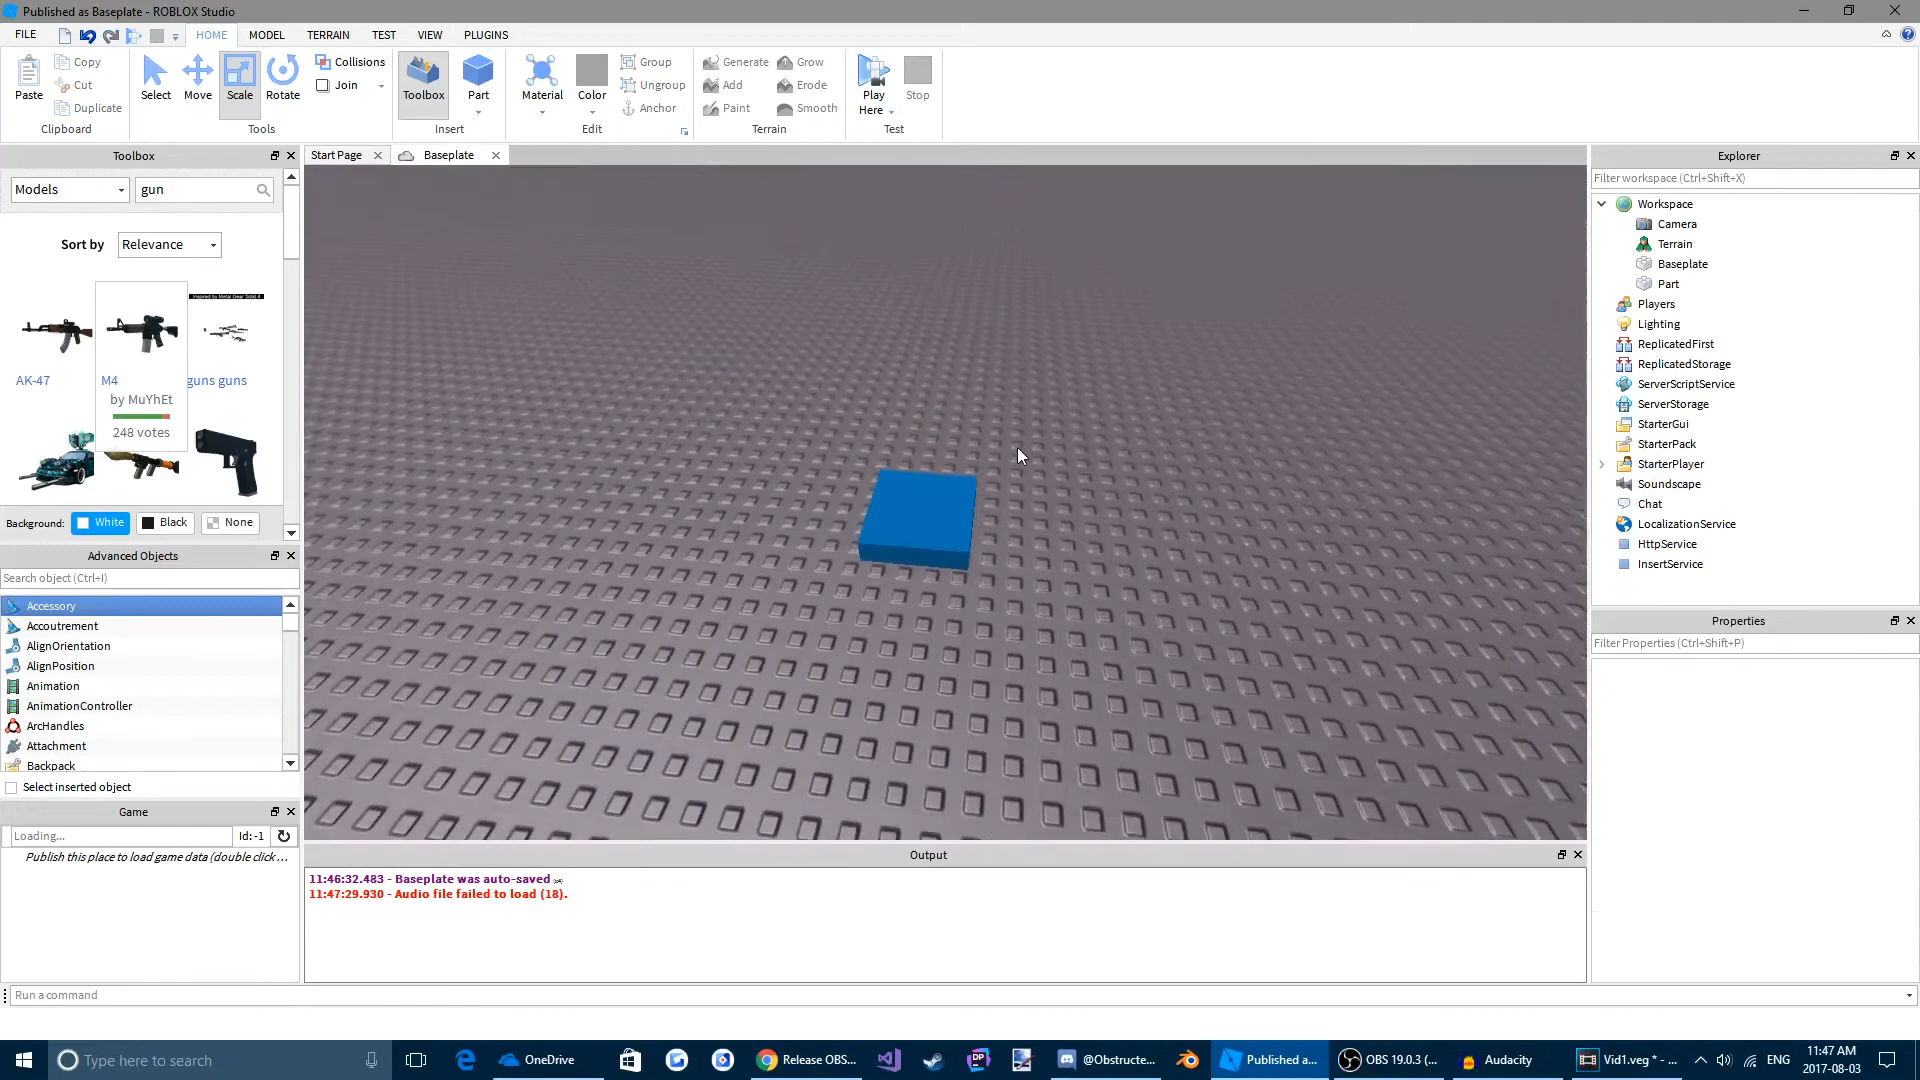 Published as Baseplate - ROBLOX Studio
FILE HOME MODEL TERRAIN TEST VIEW PLUGINS
Paste
Copy
Cut
Duplicate
Clipboard
Select
Move
Scale
Rotate
Collisions
Join
Tools
Toolbox
Part
Insert
Material
Color
Group
Ungroup
Anchor
Edit
Generate
Add
Paint
Grow
Erode
Smooth
Terrain
Play
Here
Stop
Test
Toolbox
Models
gun
Sort by Relevance
Inspired by Metal Gear Solid 4
AK-47
M4
guns guns
by MuYhEt
248 votes
Background: White Black None
Advanced Objects
Search object (Ctrl+I)
Accessory
Accoutrement
AlignOrientation
AlignPosition
Animation
AnimationController
ArcHandles
Attachment
Backpack
Select inserted object
Game
Loading... Id:-1
Publish this place to load game data (double click ...
Start Page Baseplate
Output
11:46:32.483 - Baseplate was auto-saved
11:47:29.930 - Audio file failed to load (18).
Explorer
Filter workspace (Ctrl+Shift+X)
Workspace
Camera
Terrain
Baseplate
Part
Players
Lighting
ReplicatedFirst
ReplicatedStorage
ServerScriptService
ServerStorage
StarterGui
StarterPack
StarterPlayer
Soundscape
Chat
LocalizationService
HttpService
InsertService
Properties
Filter Properties (Ctrl+Shift+P)
Run a command
Type here to search
OneDrive
Release OBS...
DP
@Obstructe...
Published a...
OBS 19.0.3 (...
Audacity
Vid1.veg * - ...
ENG
11:47 AM
2017-08-03